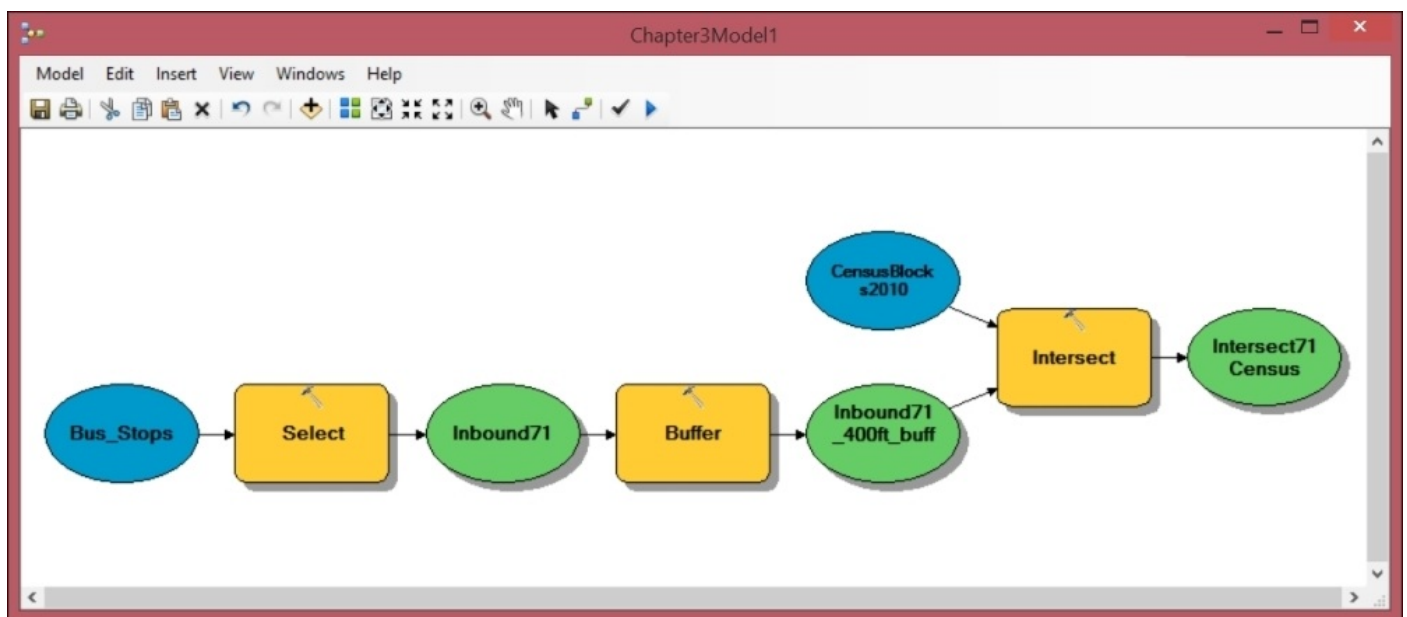 Chapter3Model1
Model Edit Insert View Windows Help
CensusBlock
s2010
Intersect
Intersect71
Census
Bus_Stops
Select
Inbound71
Buffer
Inbound71
_400ft_buff